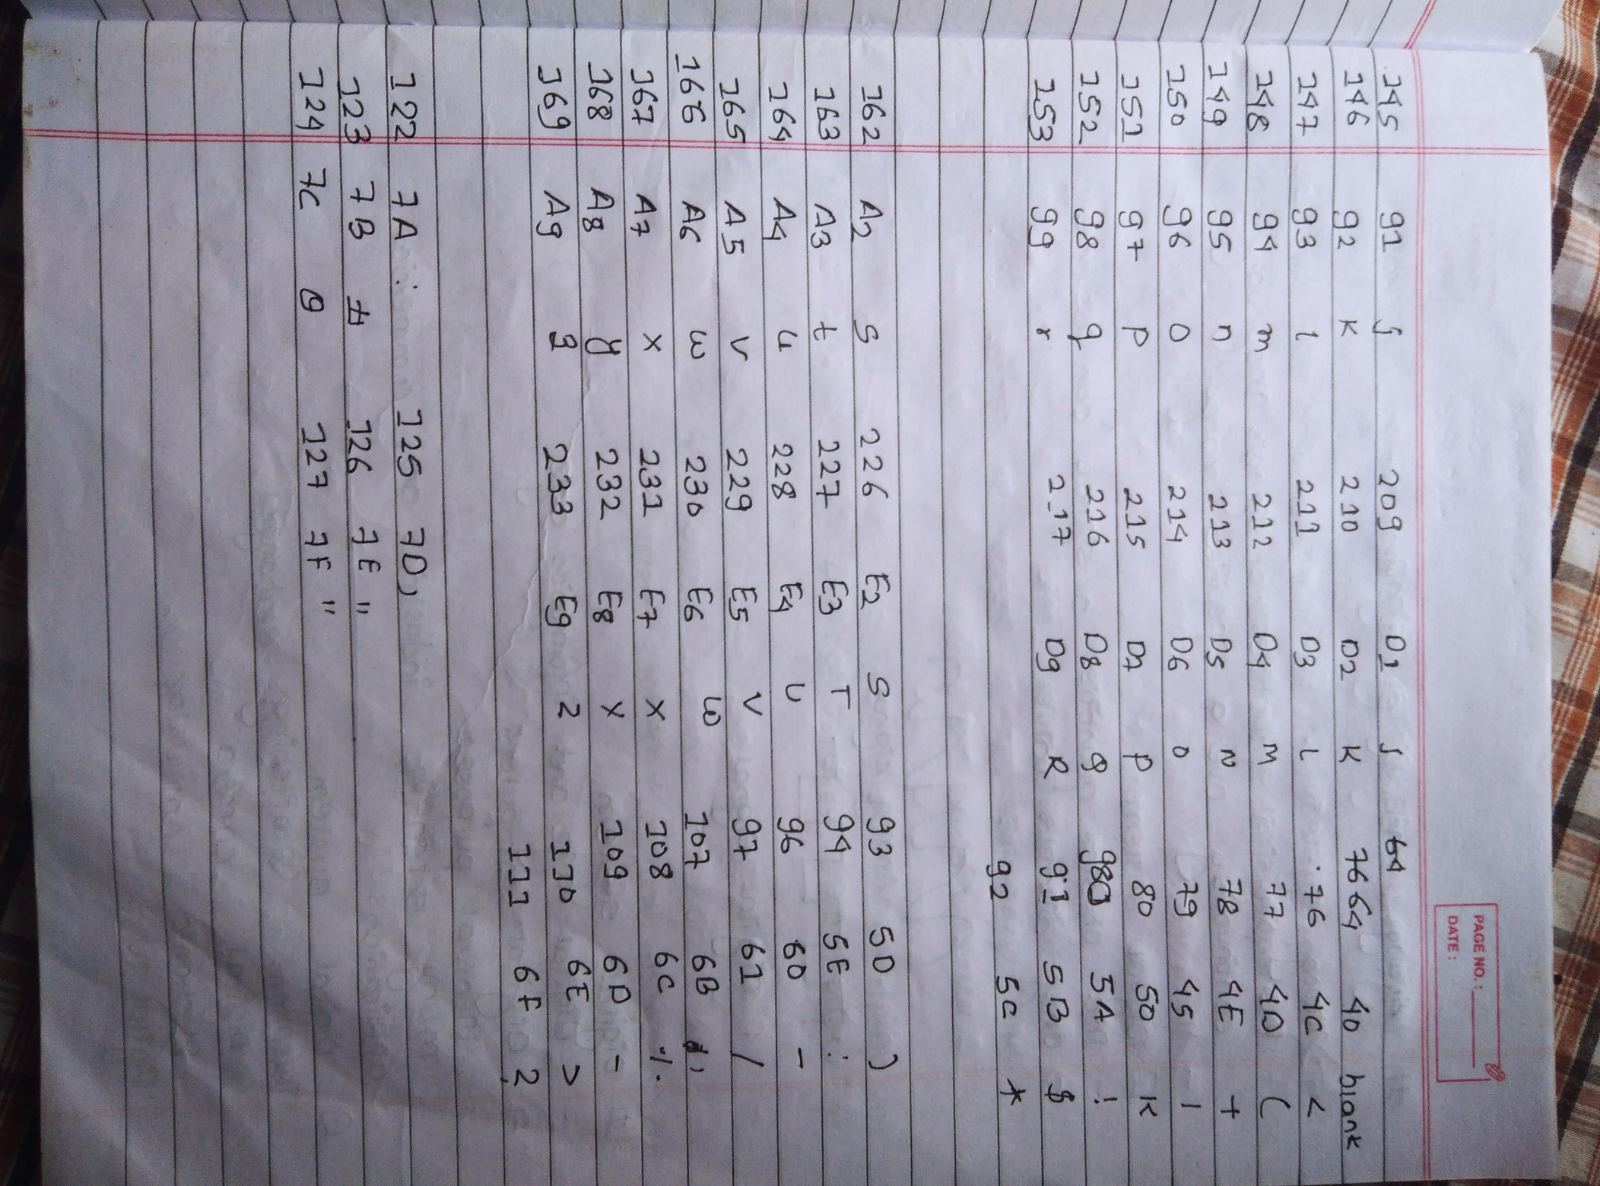 PAGE NO.:
DATE:
145 91 j 209 D1 J 64
146 92 K 210 D2 K 7664 40 blank
147 93 l 211 D3 L 76 4C <
148 94 m 212 D4 M 77 4D (
149 95 n 213 D5 N 78 4E +
150 96 O 214 D6 O 79 45 |
151 97 P 215 D7 P 80 50 K
152 98 q 216 D8 Q 90 5A !
153 99 r 217 D9 R 91 5B $
92 5C *
162 A2 S 226 E2 S 93 5D )
163 A3 t 227 E3 T 94 5E ;
164 A4 u 228 E4 U 96 60 -
165 A5 V 229 E5 V 97 61 /
166 A6 w 230 E6 W 107 6B ,
167 A7 x 231 E7 X 108 6C %.
168 A8 y 232 E8 Y 109 6D -
169 A9 z 233 E9 Z 110 6E >
111 6F ?
122 7A : 125 7D ,
123 7B # 126 7E "
124 7C @ 127 7F "